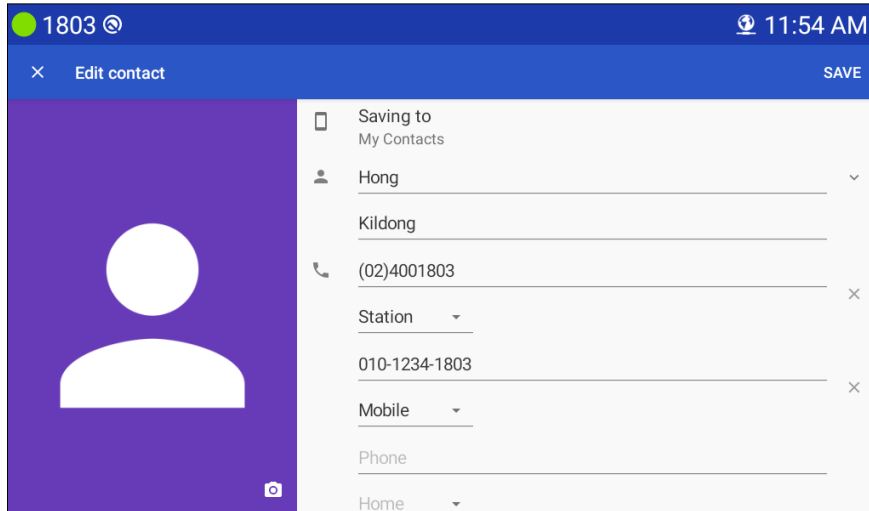 1803
11:54 AM
Edit contact
SAVE
Saving to
My Contacts
Hong
Kildong
(02)4001803
Station
010-1234-1803
Mobile
Phone
Home